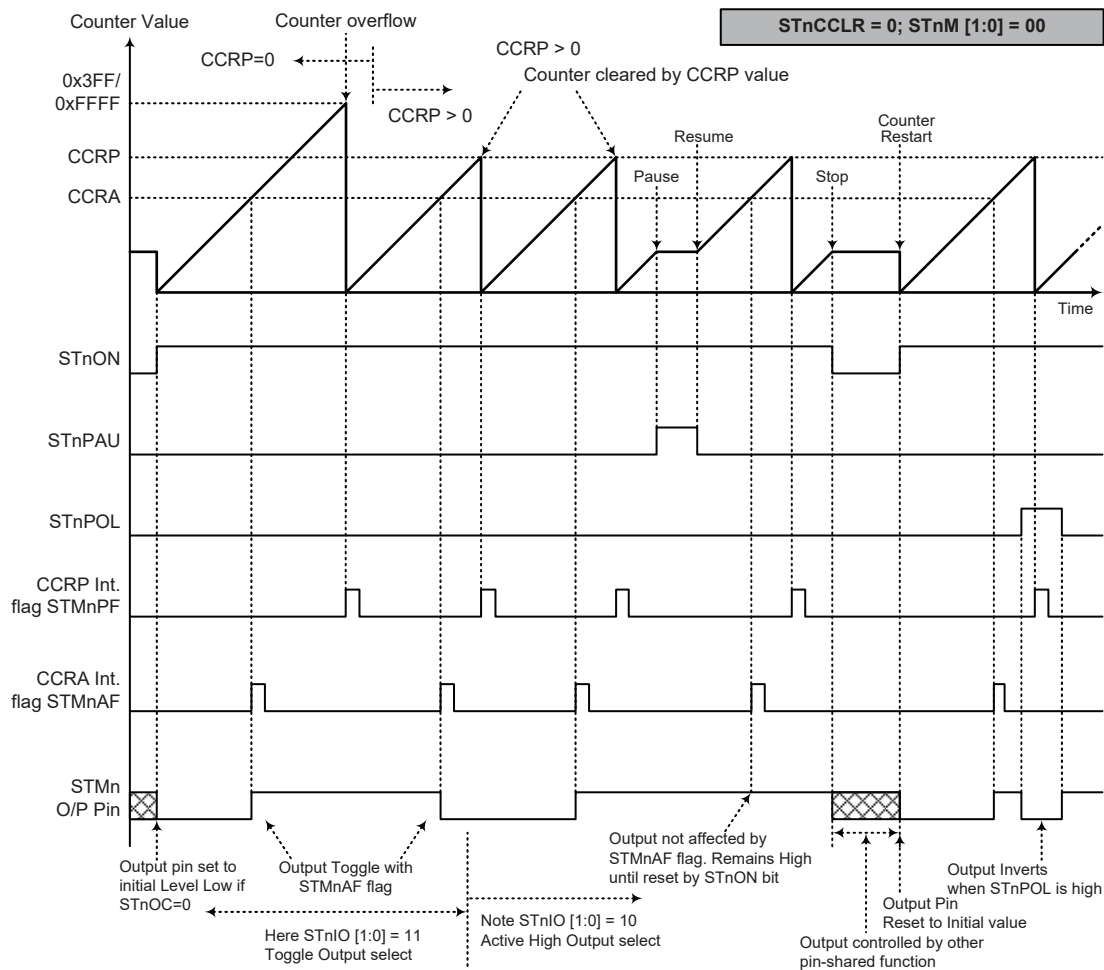 Counter Value
Counter overflow
STnCCLR = 0; STnM [1:0] = 00
CCRP=0
CCRP > 0
CCRP > 0
Counter cleared by CCRP value
0x3FF/
0xFFFF
CCRP
CCRA
Pause
Resume
Stop
Counter
Restart
Time
STnON
STnPAU
STnPOL
CCRP Int.
flag STMnPF
CCRA Int.
flag STMnAF
STMn
O/P Pin
Output pin set to
initial Level Low if
STnOC=0
Output Toggle with
STMnAF flag
Here STnIO [1:0] = 11
Toggle Output select
Note STnIO [1:0] = 10
Active High Output select
Output not affected by
STMnAF flag. Remains High
until reset by STnON bit
Output controlled by other
pin-shared function
Output Pin
Reset to Initial value
Output Inverts
when STnPOL is high